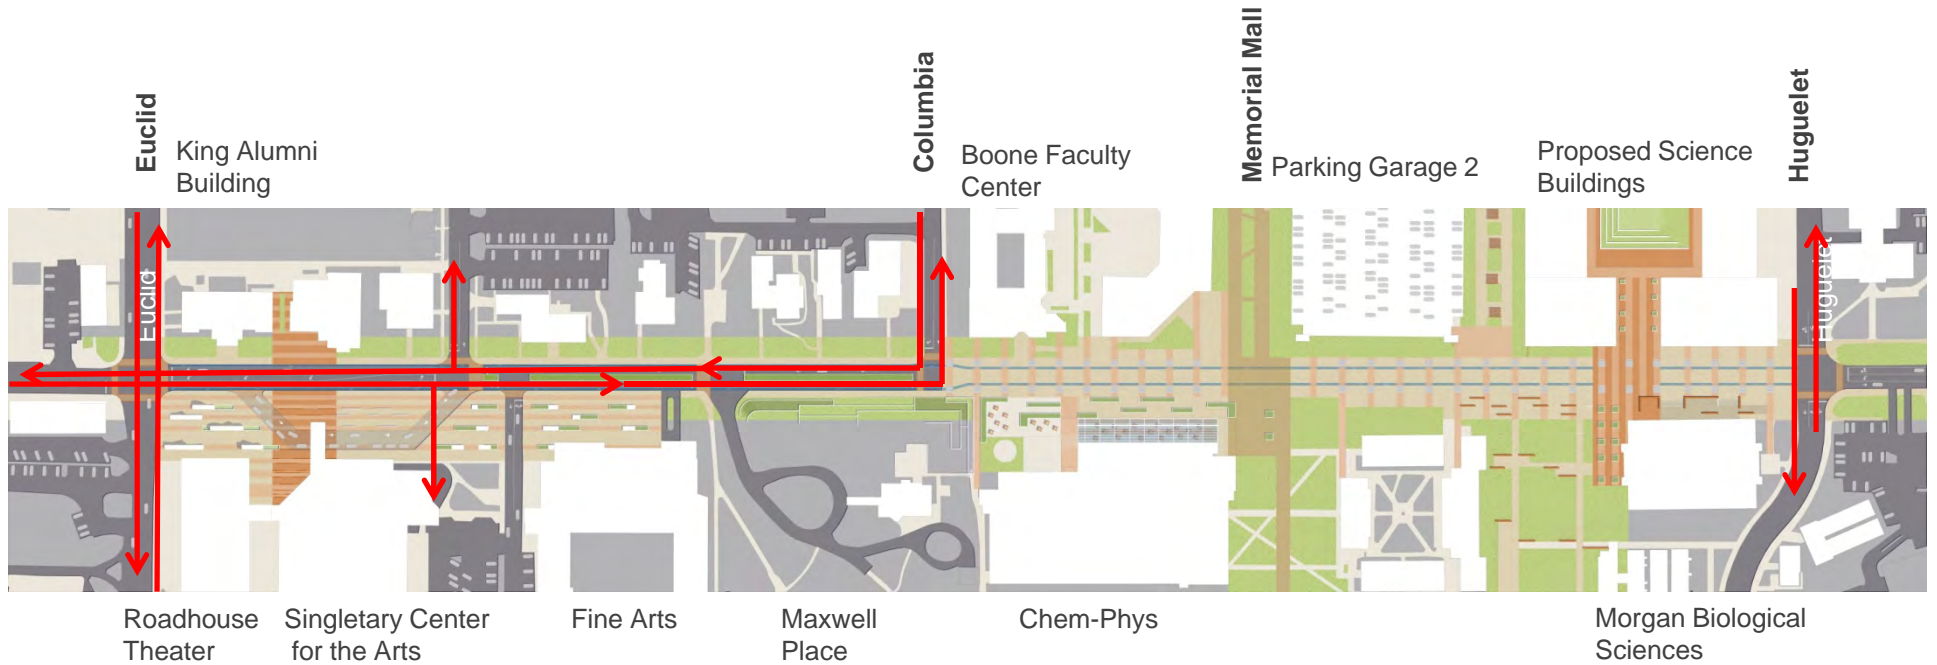 Euclid
King Alumni
Building
Columbia
Boone Faculty
Center
Memorial Mall
Parking Garage 2
Proposed Science
Buildings
Huguelet
Euclid
Huguelet
Roadhouse
Theater
Singletary Center
for the Arts
Fine Arts
Maxwell
Place
Chem-Phys
Morgan Biological
Sciences